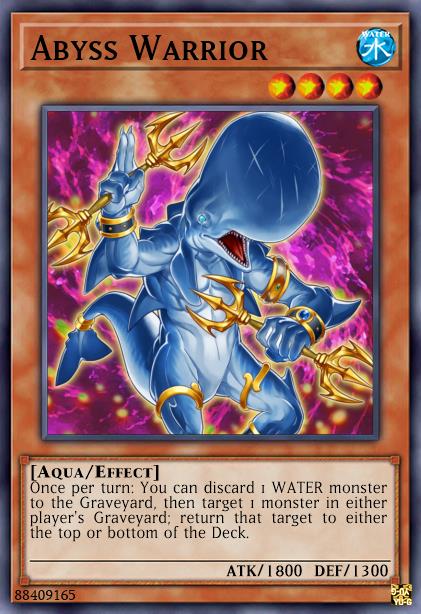 Abyss Warrior
WATER
水
[Aqua/Effect]
Once per turn: You can discard 1 WATER monster
to the Graveyard, then target 1 monster in either
player's Graveyard; return that target to either
the top or bottom of the Deck.
ATK/1800 DEF/1300
88409165